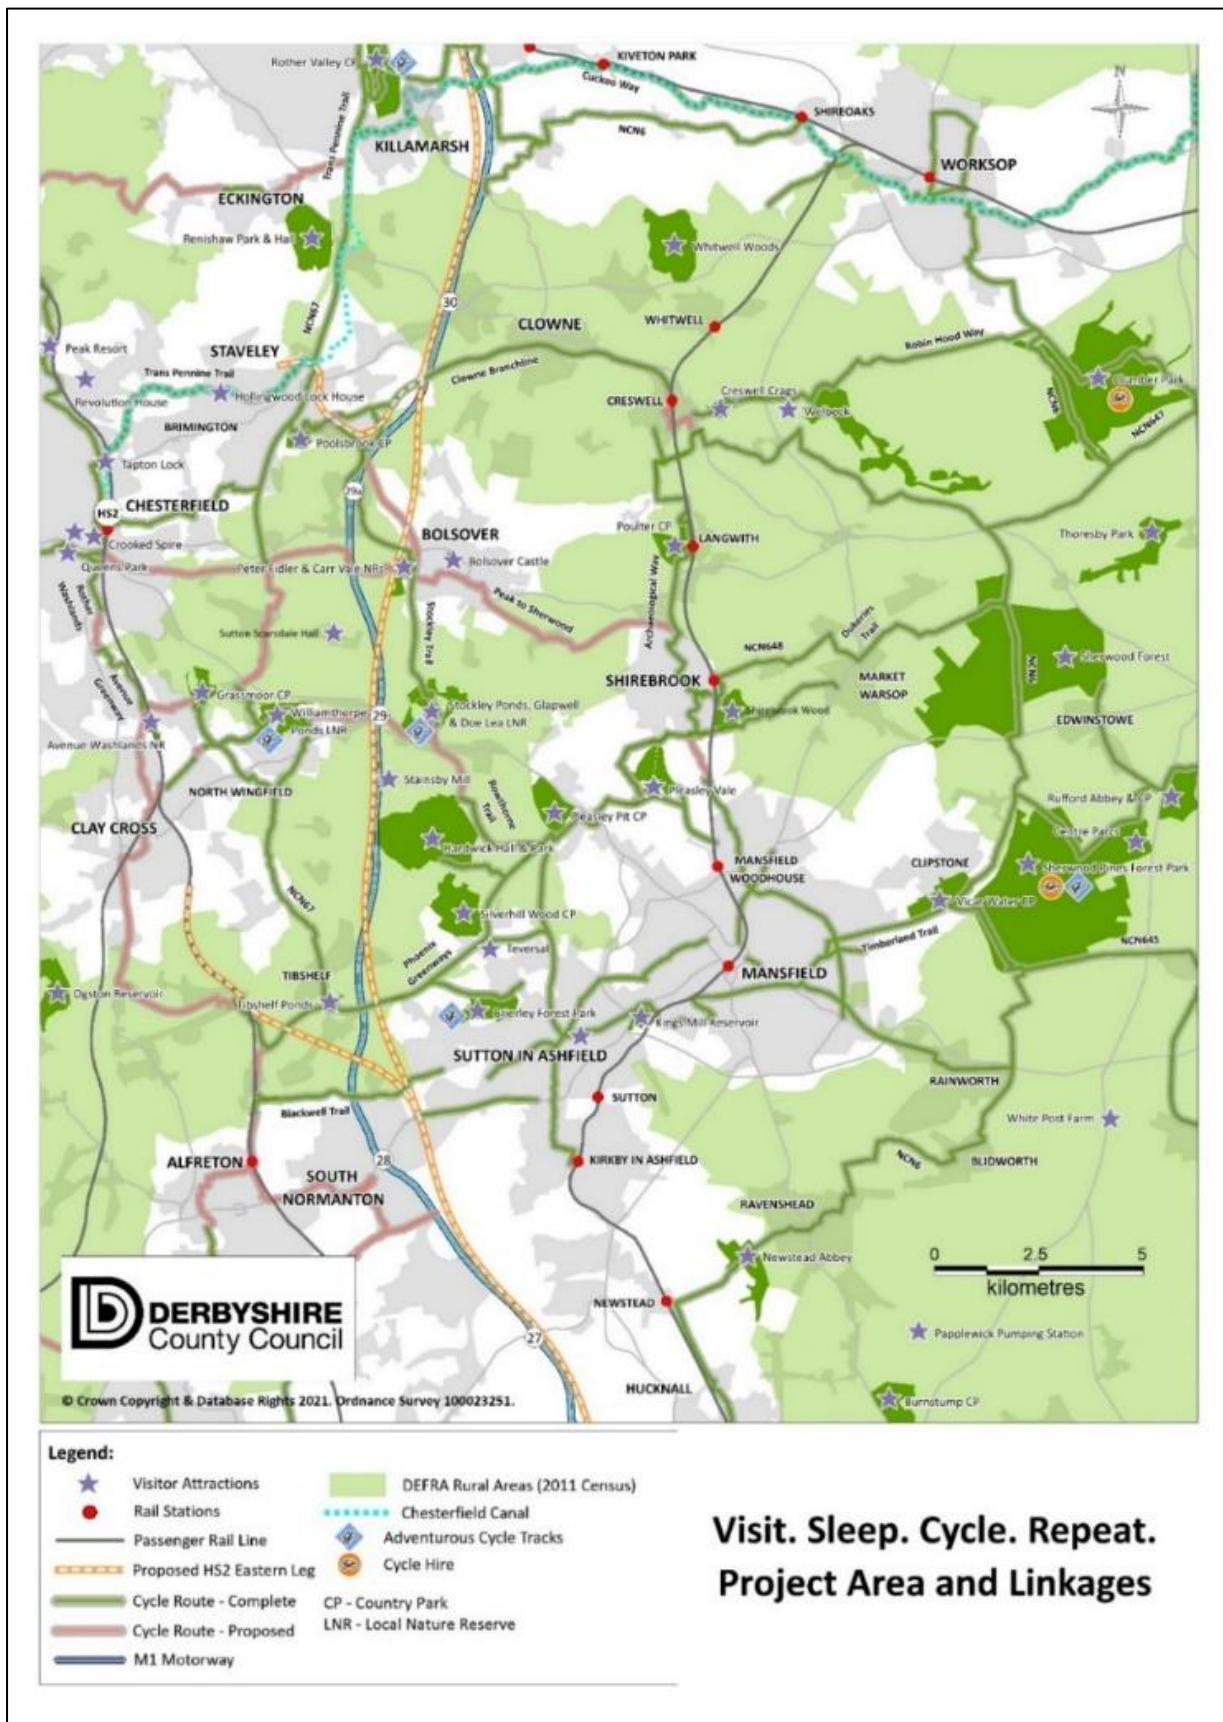 Rother Valley CP
KIVETON PARK
Cuckoo Way
N
SHIREOAKS
Trans Pennine Trail
NCN6
KILLAMARSH
WORKSOP
ECKINGTON
Renishaw Park & Hall
Whitwell Woods
30
NCN67
CLOWNE
WHITWELL
Robin Hood Way
Peak Resort
STAVELEY
Trans Pennine Trail
Clowne Branchline
Clumber Park
Revolution House
Hollingwood Lock House
CRESWELL
Creswell Crags
Welbeck
NCN6
NCN647
BRIMINGTON
Poolsbrook CP
Tapton Lock
29a
HS2
CHESTERFIELD
BOLSOVER
Poulter CP
LANGWITH
Thoresby Park
Crooked Spire
Queens Park
Peter Fidler & Carr Vale NRs
Bolsover Castle
Rother
Washlands
Peak to Sherwood
Archaeological Way
Stockley Trail
Dukeries
Trail
Sutton Scarsdale Hall
NCN648
NCN6
Sherwood Forest
SHIREBROOK
MARKET
WARSOP
Avenue
Greenway
Grassmoor CP
Williamthorpe
Ponds LNR
29
Stockley Ponds, Glapwell
& Doe Lea LNR
Shirebrook Wood
EDWINSTOWE
Avenue Washlands NR
Stainsby Mill
Rowthorne
Trail
Pleasley Vale
NORTH WINGFIELD
Rufford Abbey & CP
CLAY CROSS
Pleasley Pit CP
Hardwick Hall & Park
Centre Parcs
MANSFIELD
WOODHOUSE
CLIPSTONE
Sherwood Pines Forest Park
NCN67
Silverhill Wood CP
Vicar Water CP
Teversal
Timberland Trail
NCN645
Phoenix
Greenways
TIBSHELF
MANSFIELD
Ogston Reservoir
Tibshelf Ponds
Brierley Forest Park
Kings Mill Reservoir
SUTTON IN ASHFIELD
RAINWORTH
SUTTON
Blackwell Trail
White Post Farm
ALFRETON
28
KIRKBY IN ASHFIELD
NCN6
BLIDWORTH
SOUTH
NORMANTON
RAVENSHEAD
Newstead Abbey
0 2.5 5
kilometres
NEWSTEAD
DERBYSHIRE
County Council
27
Papplewick Pumping Station
HUCKNALL
Burnstump CP
© Crown Copyright & Database Rights 2021. Ordnance Survey 100023251.
Legend:
Visitor Attractions
Rail Stations
Passenger Rail Line
Proposed HS2 Eastern Leg
Cycle Route - Complete
Cycle Route - Proposed
M1 Motorway
DEFRA Rural Areas (2011 Census)
Chesterfield Canal
Adventurous Cycle Tracks
Cycle Hire
CP - Country Park
LNR - Local Nature Reserve
Visit. Sleep. Cycle. Repeat.
Project Area and Linkages